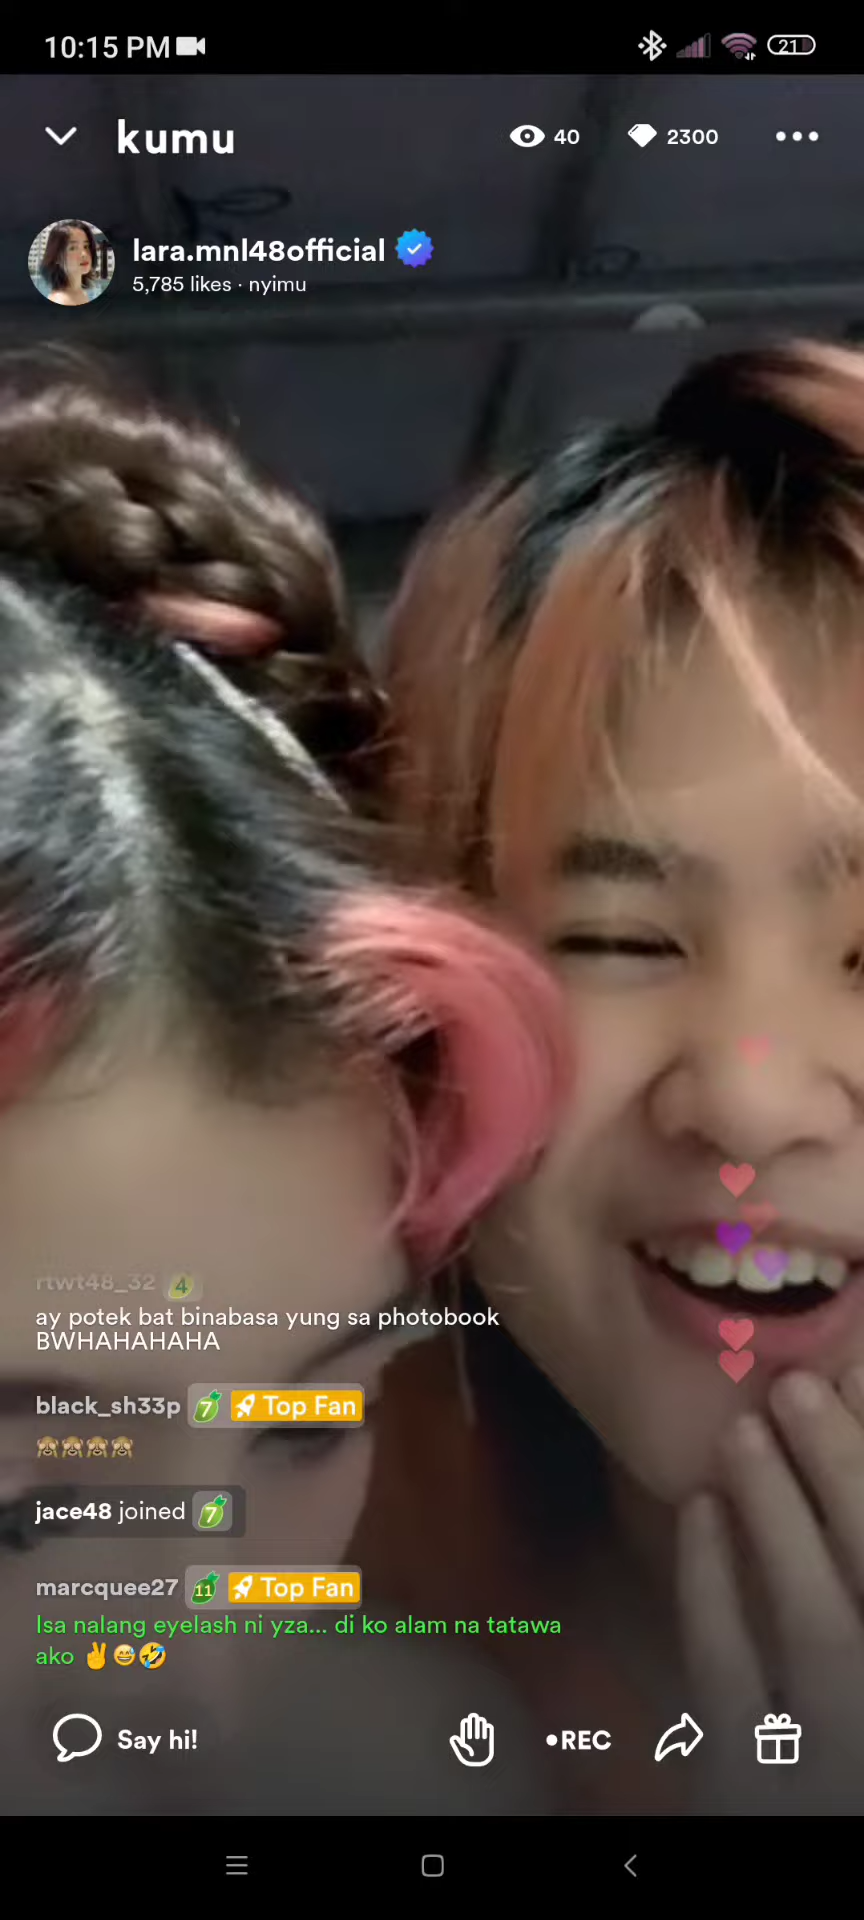 10:15 PM
21
kumu
40
2300
lara.mnl48official
5,785 likes · nyimu
rtwt48_32 4
ay potek bat binabasa yung sa photobook
BWHAHAHAHA
black_sh33p 7 Top Fan
🙈🙈🙈🙈
jace48 joined 7
marcquee27 11 Top Fan
Isa nalang eyelash ni yza... di ko alam na tatawa
ako ✌😅🤣
Say hi!
•REC